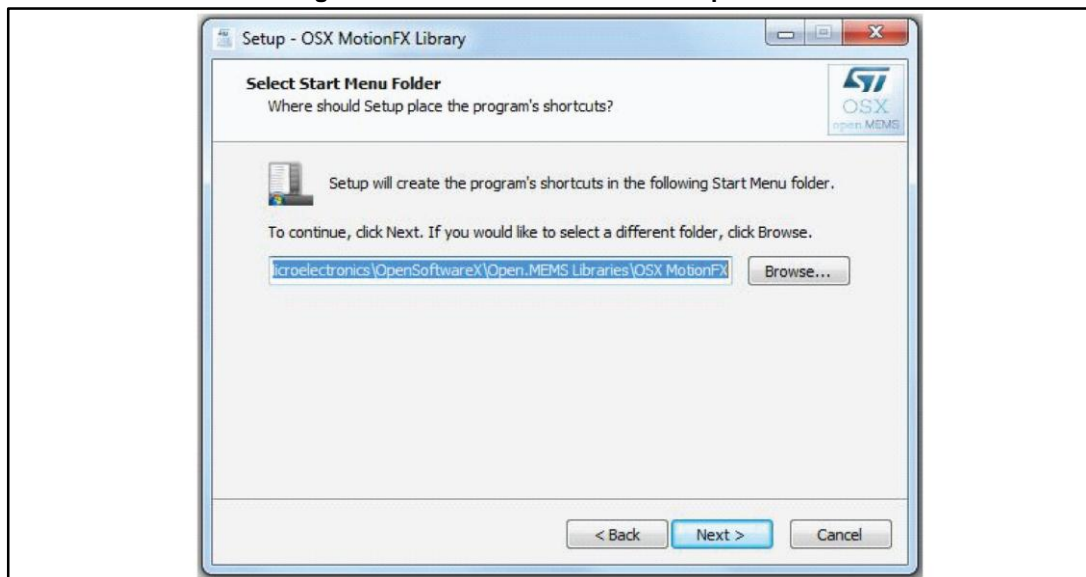 Setup - OSX MotionFX Library
Select Start Menu Folder
Where should Setup place the program's shortcuts?
ST
OSX
open.MEMS
Setup will create the program's shortcuts in the following Start Menu folder.
To continue, click Next. If you would like to select a different folder, click Browse.
icroelectronics\OpenSoftwareX\Open.MEMS Libraries\OSX MotionFX
Browse...
< Back
Next >
Cancel